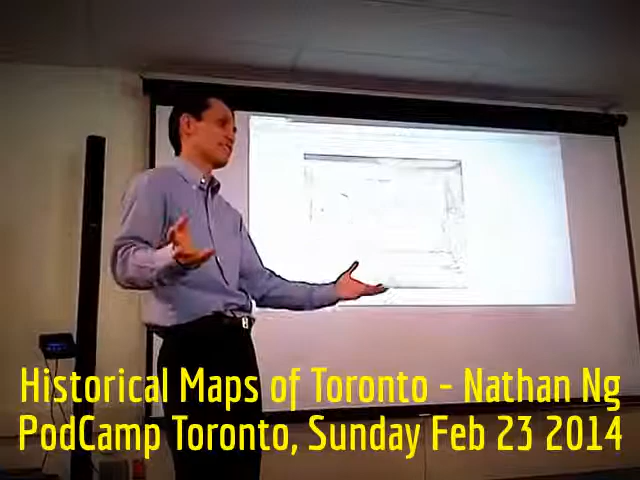 Historical Maps of Toronto - Nathan Ng
PodCamp Toronto, Sunday Feb 23 2014